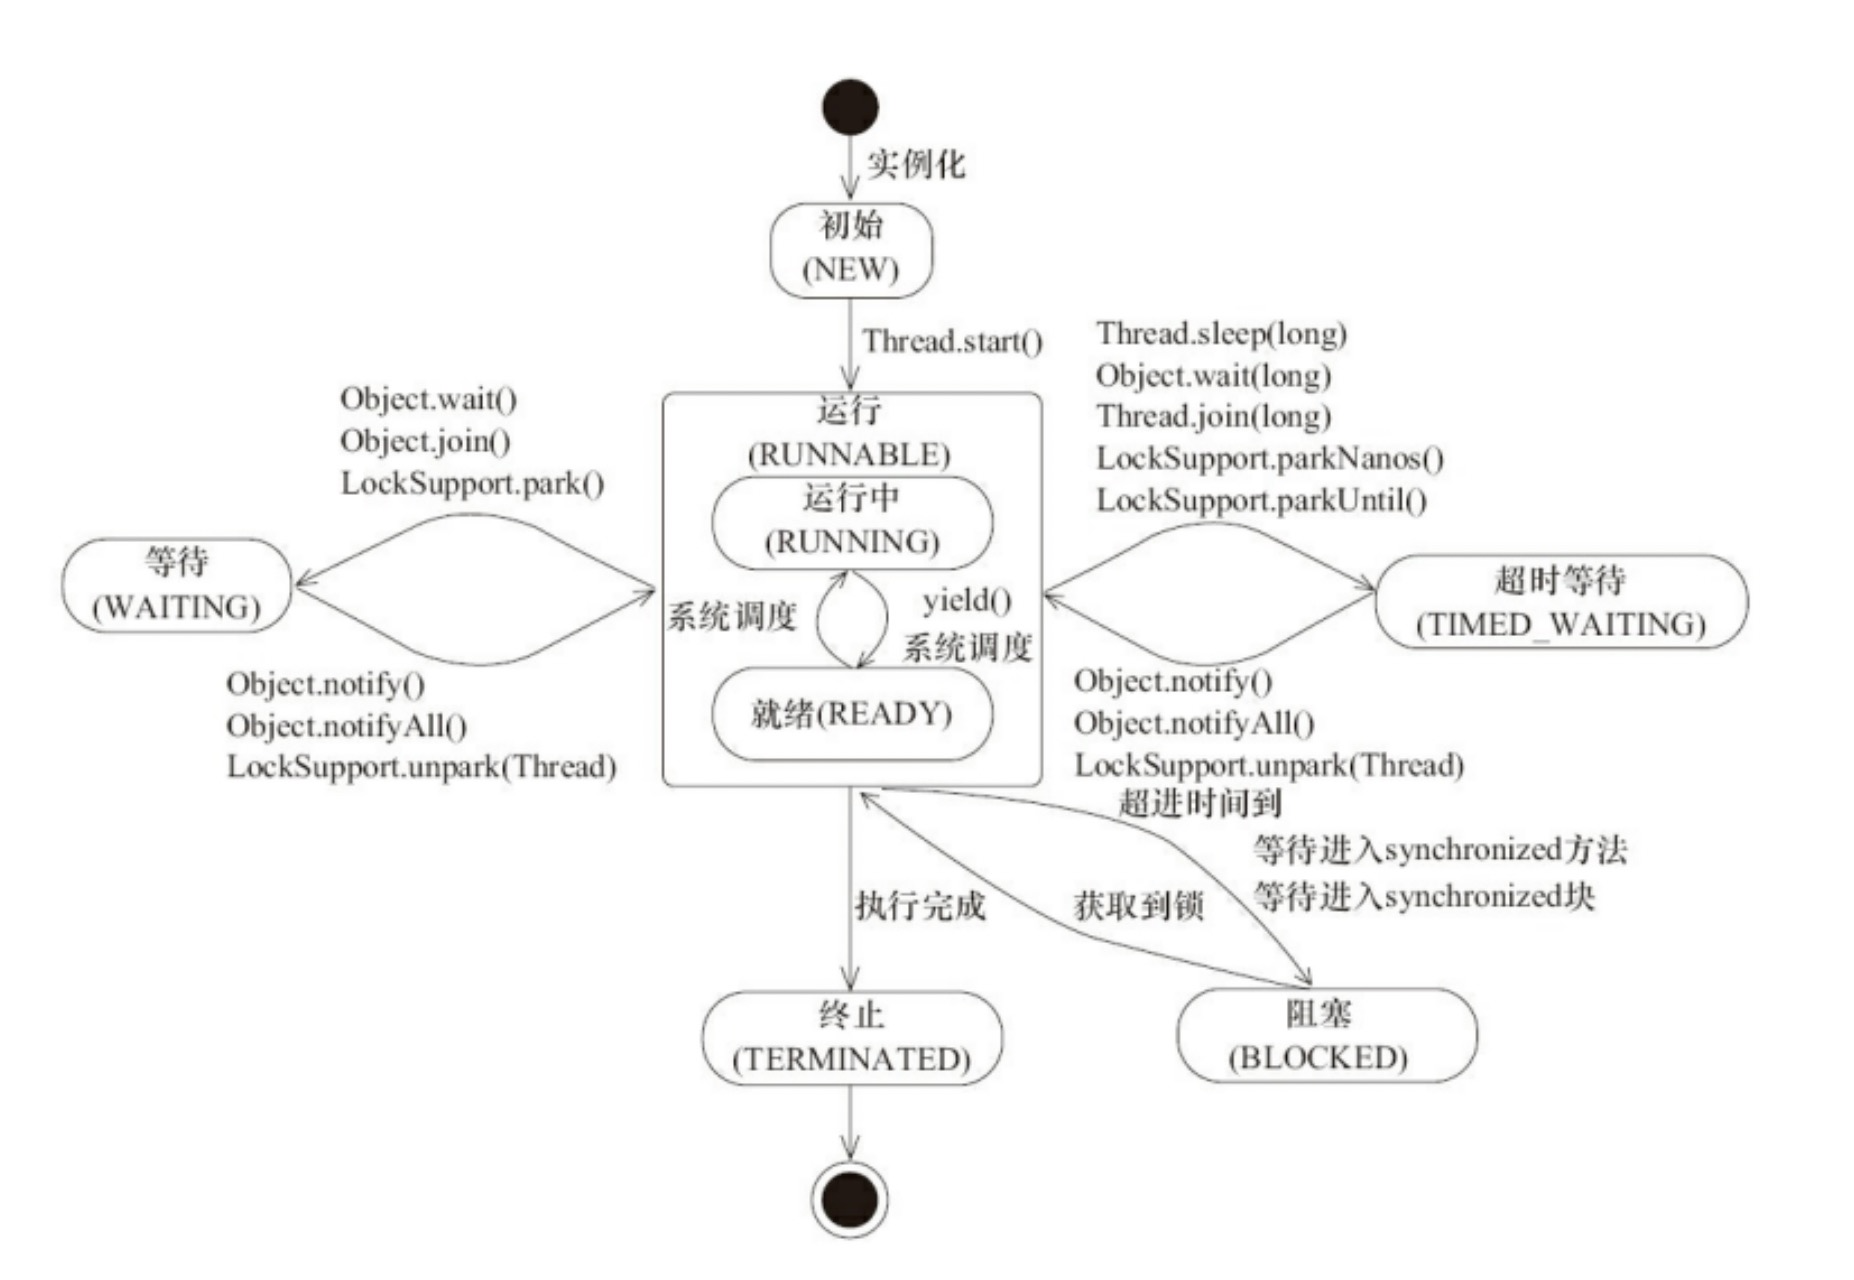 实例化
初始
(NEW)
Thread.start()
Object.wait()
Object.join()
LockSupport.park()
Thread.sleep(long)
Object.wait(long)
Thread.join(long)
LockSupport.parkNanos()
LockSupport.parkUntil()
运行
(RUNNABLE)
运行中
(RUNNING)
等待
(WAITING)
系统调度
yield()
系统调度
超时等待
(TIMED_WAITING)
就绪(READY)
Object.notify()
Object.notifyAll()
LockSupport.unpark(Thread)
Object.notify()
Object.notifyAll()
LockSupport.unpark(Thread)
超进时间到
等待进入synchronized方法
等待进入synchronized块
执行完成
获取到锁
终止
(TERMINATED)
阻塞
(BLOCKED)